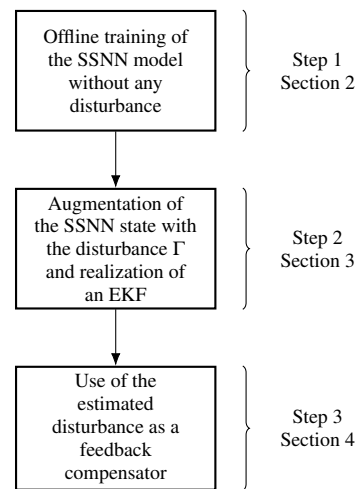 Offline training of
the SSNN model
without any
disturbance
Step 1
Section 2
Augmentation of
the SSNN state with
the disturbance Γ
and realization of
an EKF
Step 2
Section 3
Use of the
estimated
disturbance as a
feedback
compensator
Step 3
Section 4